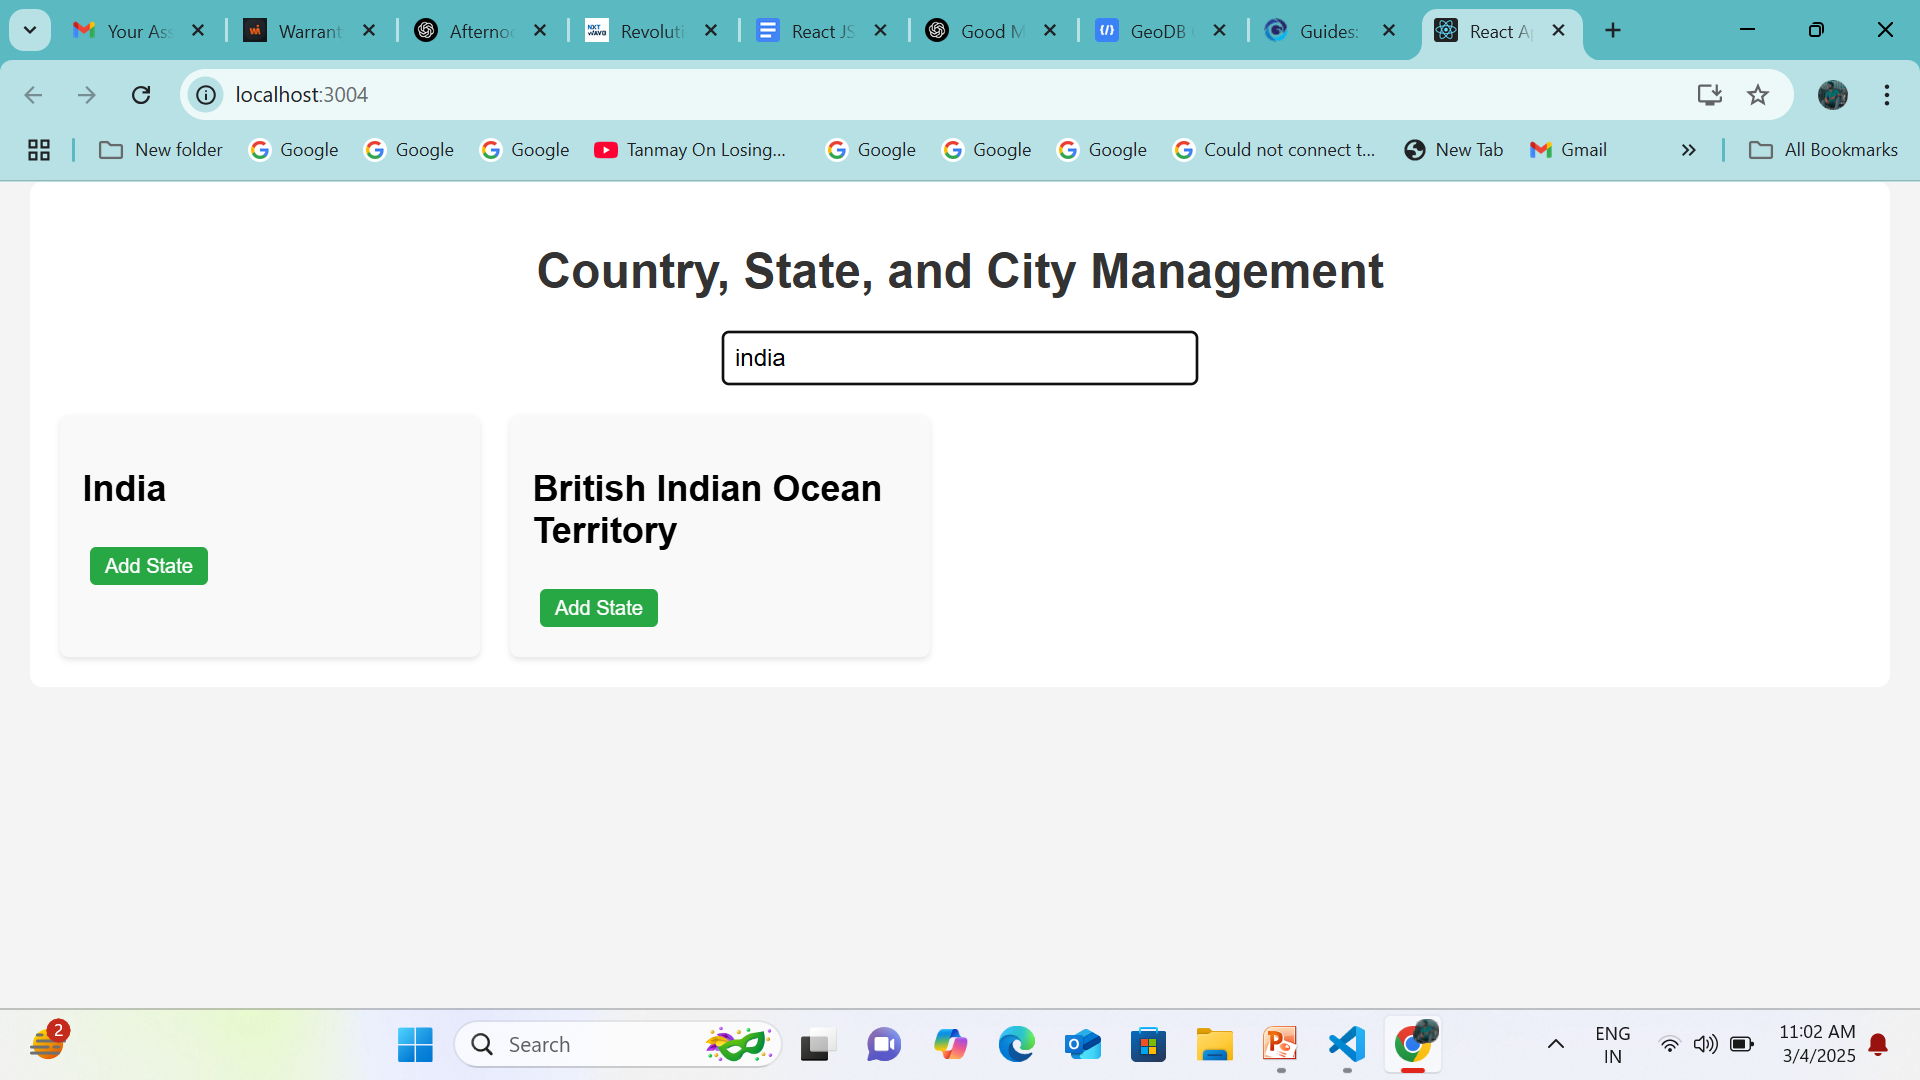 Your Ass
Warrant
Afternoo
Revoluti
React JS
Good M
GeoDB
Guides:
React Ap
localhost:3004
New folder
Google
Google
Google
Tanmay On Losing...
Google
Google
Google
Could not connect t...
New Tab
Gmail
All Bookmarks
Country, State, and City Management
india
India
Add State
British Indian Ocean
Territory
Add State
2
Search
ENG
IN
11:02 AM
3/4/2025